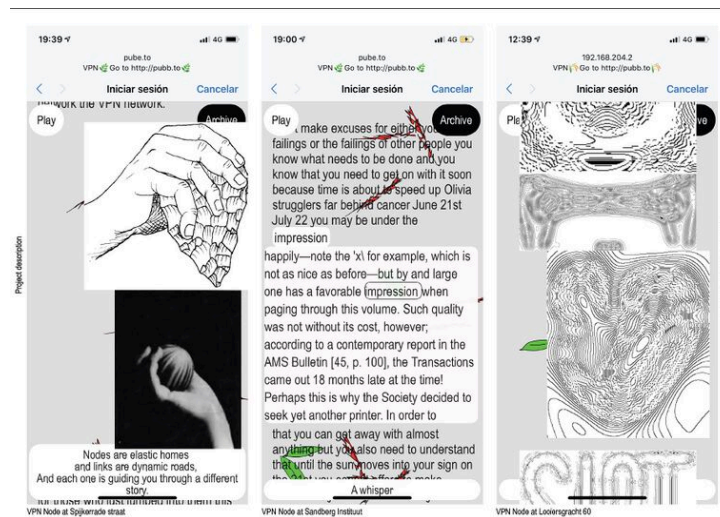 Project description
19:39
4G
pube.to
VPN Go to http://pubb.to
Iniciar sesión
Cancelar
network the VPN network.
Play
Archive
Nodes are elastic homes
and links are dynamic roads,
And each one is guiding you through a different
story.
for those who just jumped into them this
VPN Node at Spijkerkade straat
19:00
4G
pube.to
VPN Go to http://pubb.to
Iniciar sesión
Cancelar
Play
Archive
make excuses for either you
failings or the failings of other people you
know what needs to be done and you
know that you need to get on with it soon
because time is about to speed up Olivia
strugglers far behind cancer June 21st
July 22 you may be under the
impression
happily—note the 'x\ for example, which is
not as nice as before—but by and large
one has a favorable impression when
paging through this volume. Such quality
was not without its cost, however;
according to a contemporary report in the
AMS Bulletin [45, p. 100], the Transactions
came out 18 months late at the time!
Perhaps this is why the Society decided to
seek yet another printer. In order to
that you can get away with almost
anything but you also need to understand
that until the sun moves into your sign on
A whisper
VPN Node at Sandberg Instituut
12:39
4G
192.168.204.2
VPN Go to http://pubb.to
Iniciar sesión
Cancelar
VPN Node at Looiersgracht 60